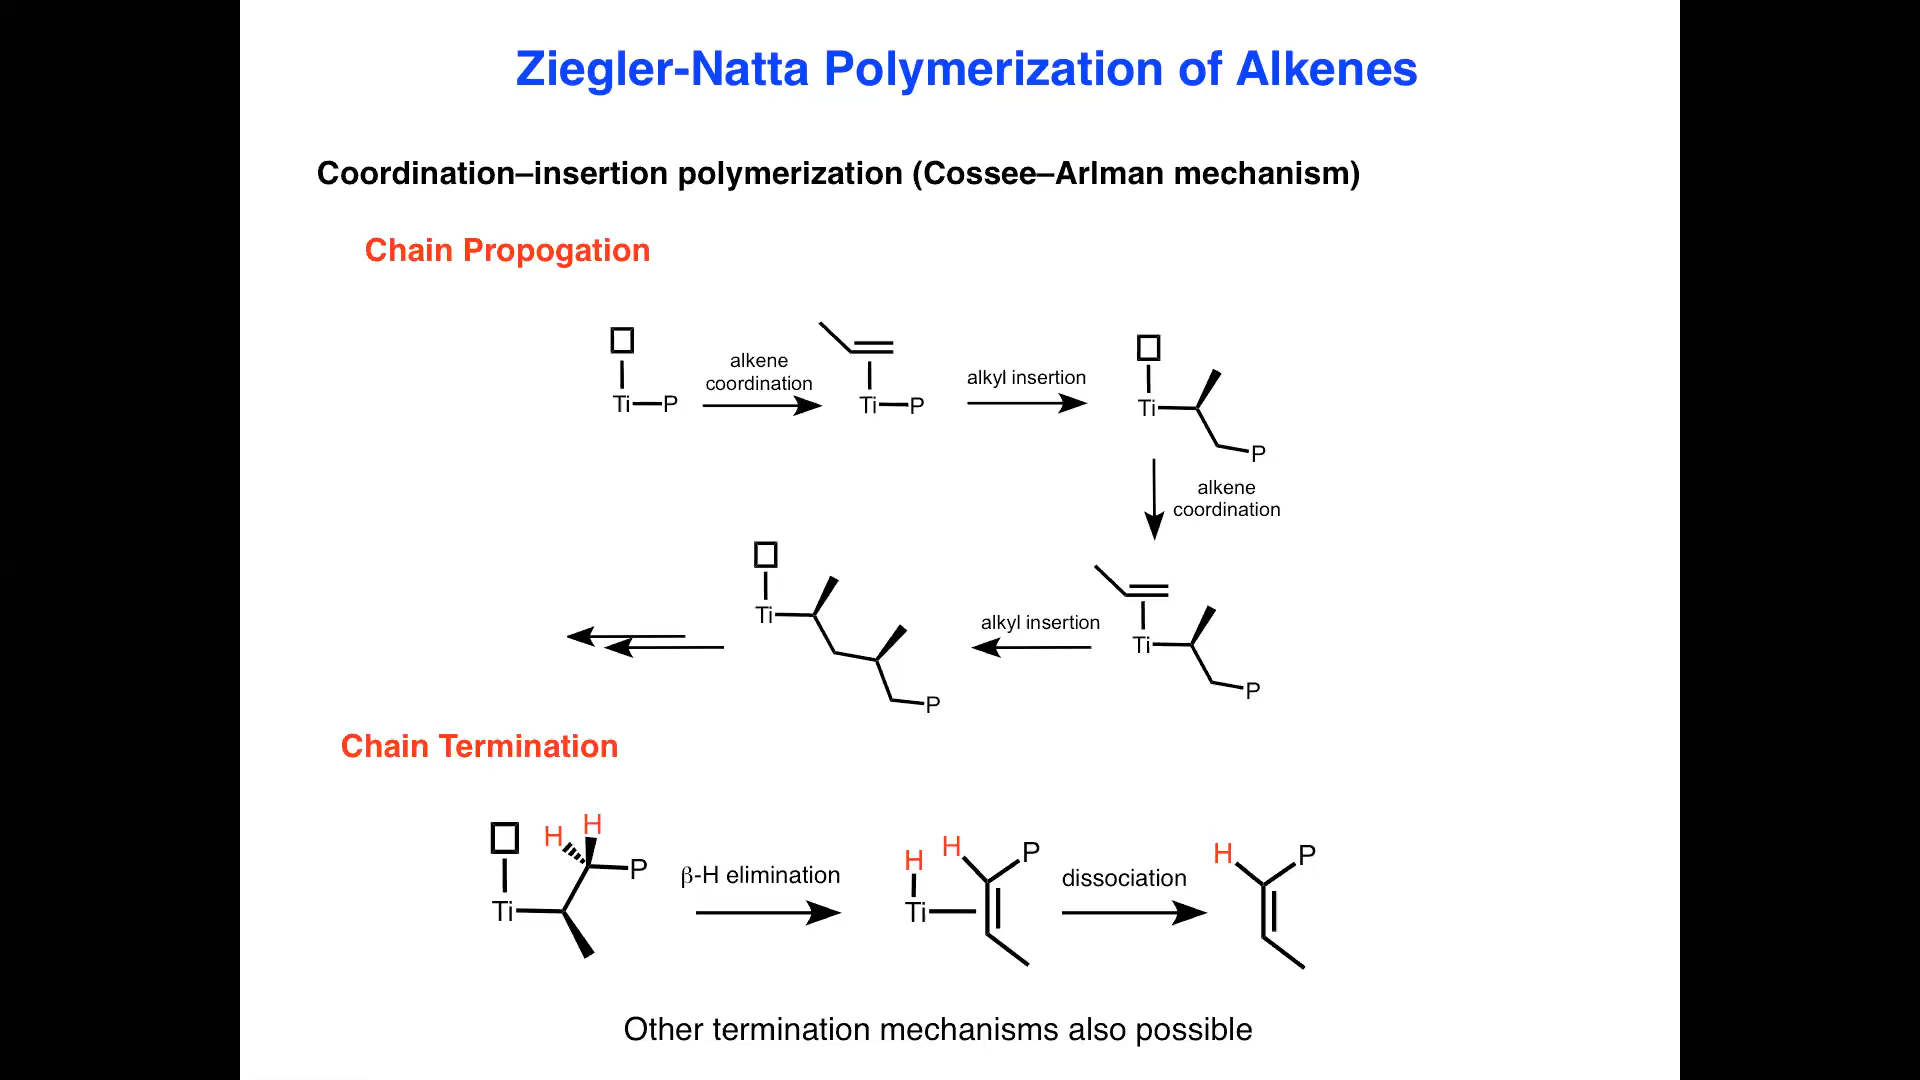 Ziegler-Natta Polymerization of Alkenes
Coordination–insertion polymerization (Cossee–Arlman mechanism)
Chain Propogation
Ti P
alkene
coordination
Ti P
alkyl insertion
Ti
P
alkene
coordination
Ti
P
alkyl insertion
Ti
P
Chain Termination
H H
P
Ti
β-H elimination
H H P
Ti
dissociation
H P
Other termination mechanisms also possible